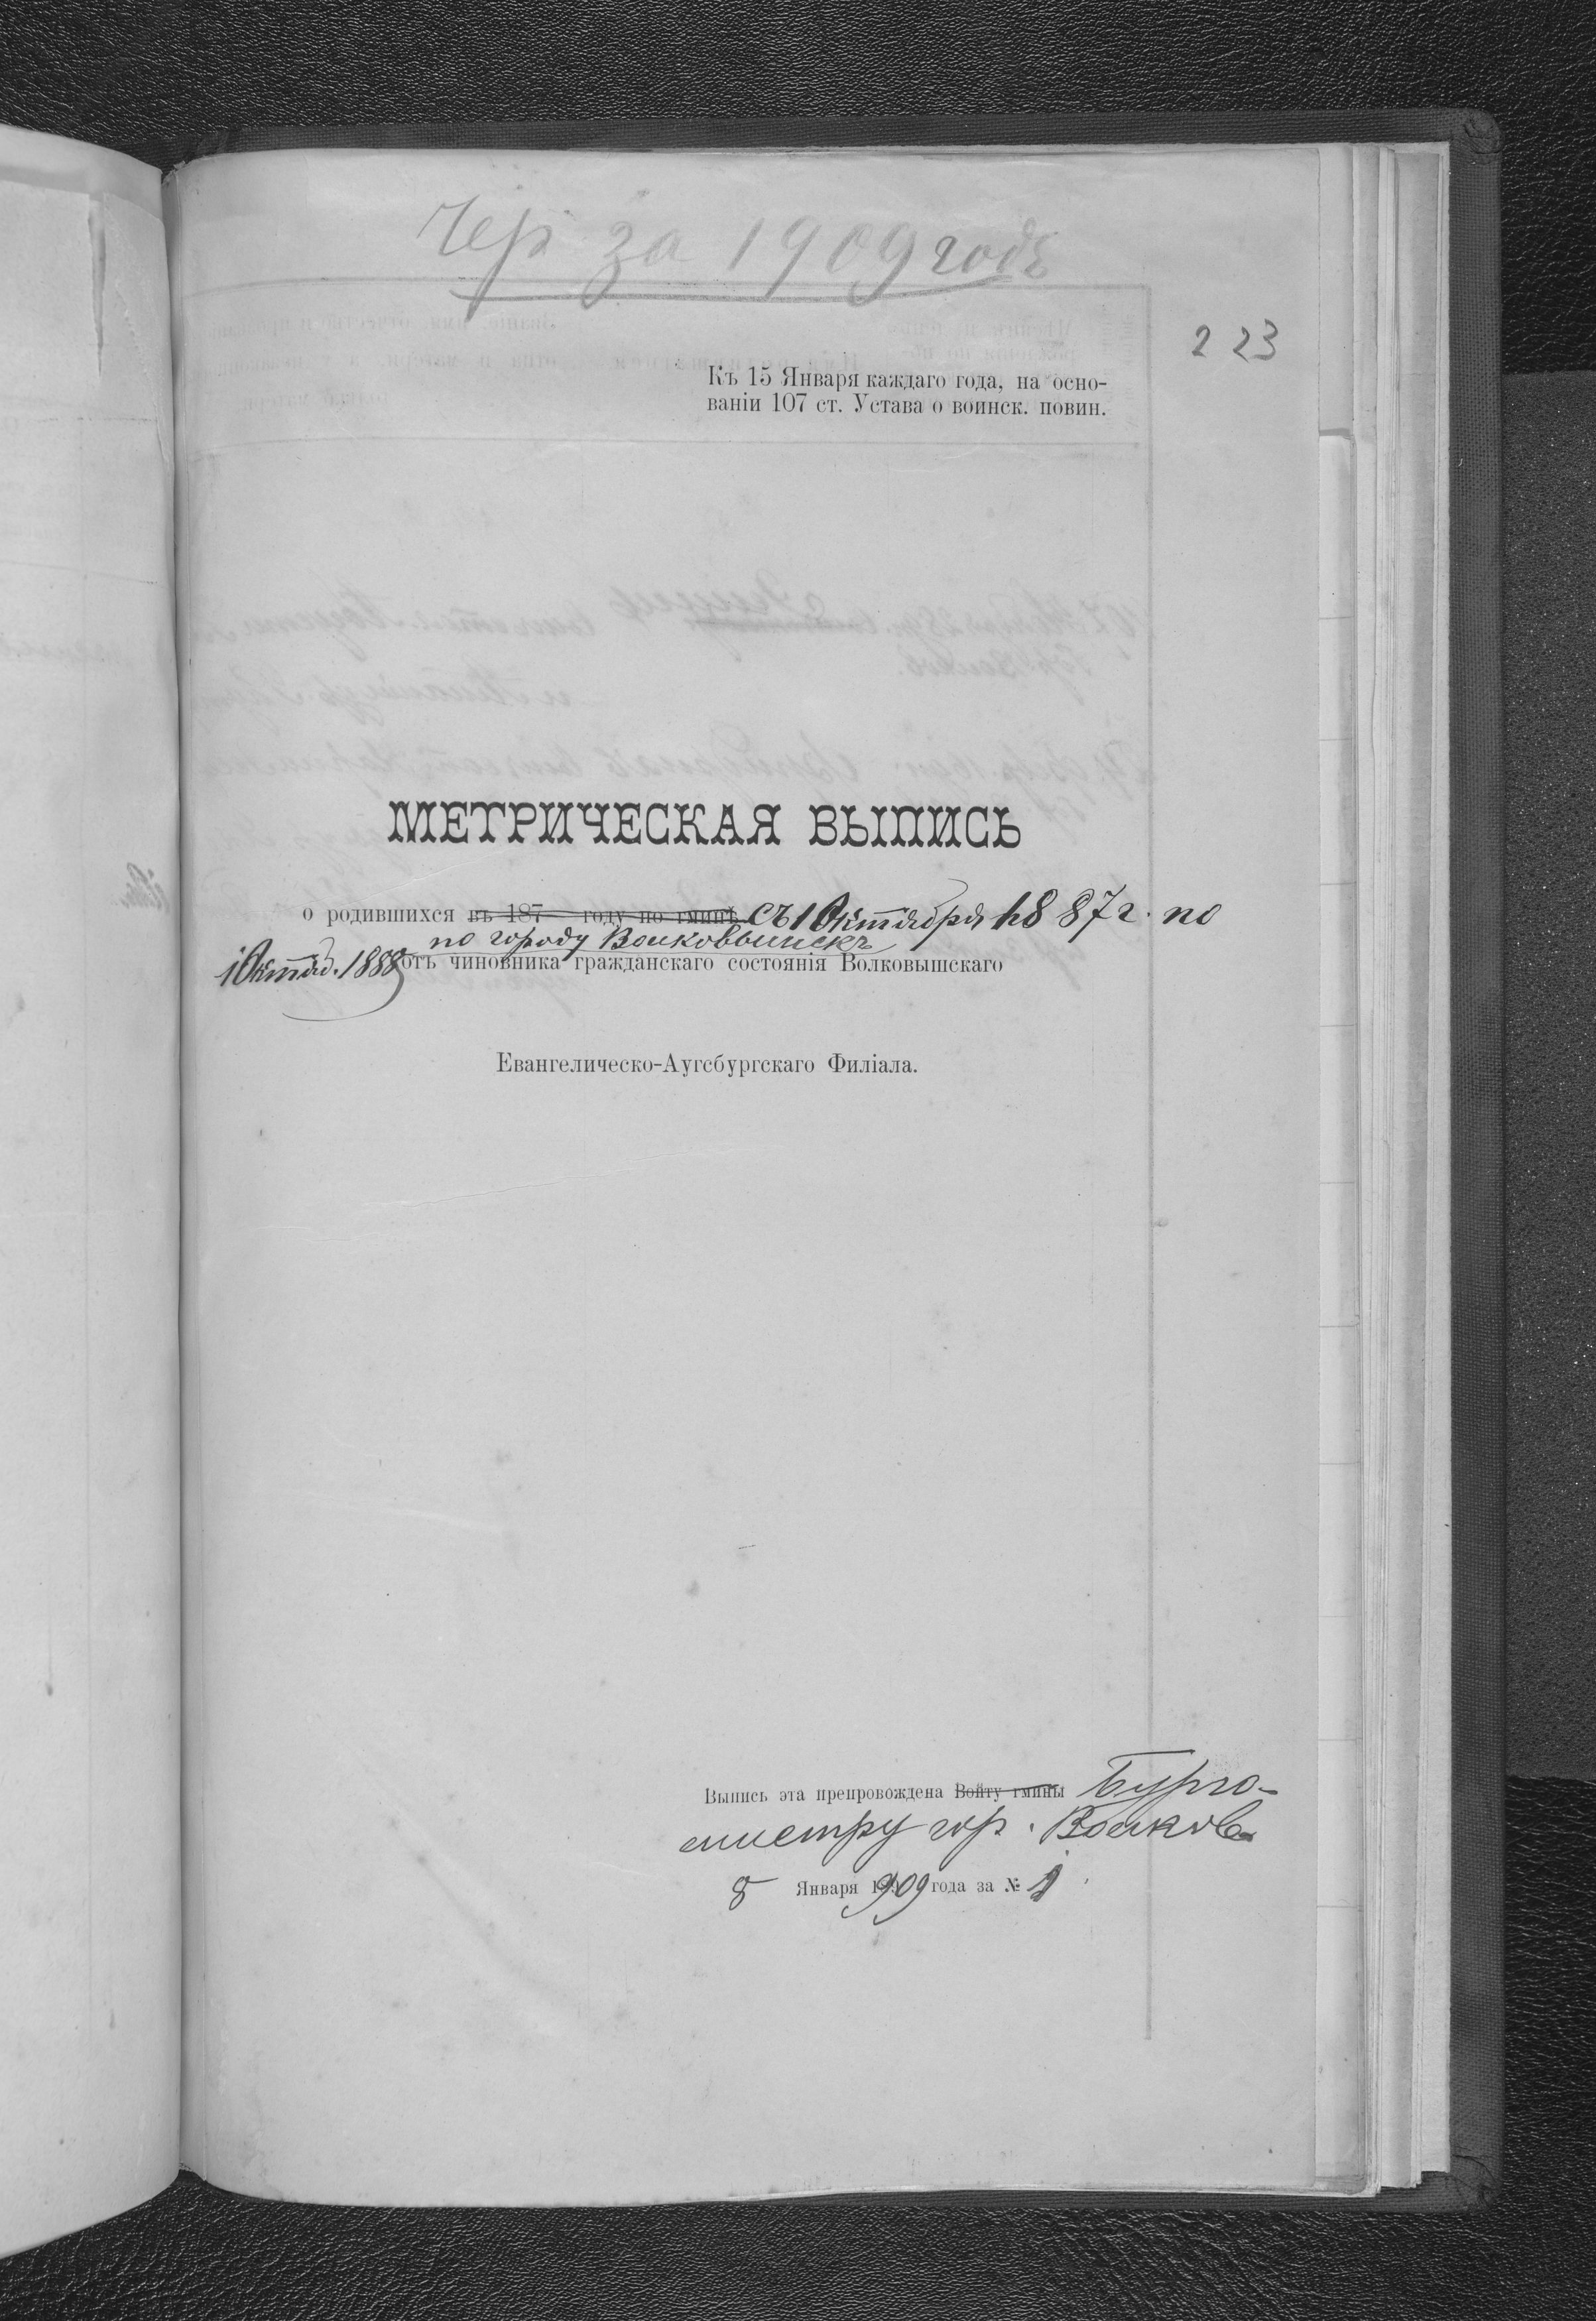 Чер за 1909 годъ
223
Къ 15 Января каждаго года, на осно-
ваніи 107 ст. Устава о воинск. повин.
МЕТРИЧЕСКАЯ ВЫПИСЬ
о родившихся въ 187 году по гминѣ съ 1 Октября 1887 г. по
по городу Волковышскъ
1 Октяб. 1888 отъ чиновника гражданскаго состоянія Волковышскаго
Евангелическо-Аугсбургскаго Филіала.
Выпись эта препровождена Войту гмины Бурго-
мистру гор. Волков.
8 Января 1909 года за № 1